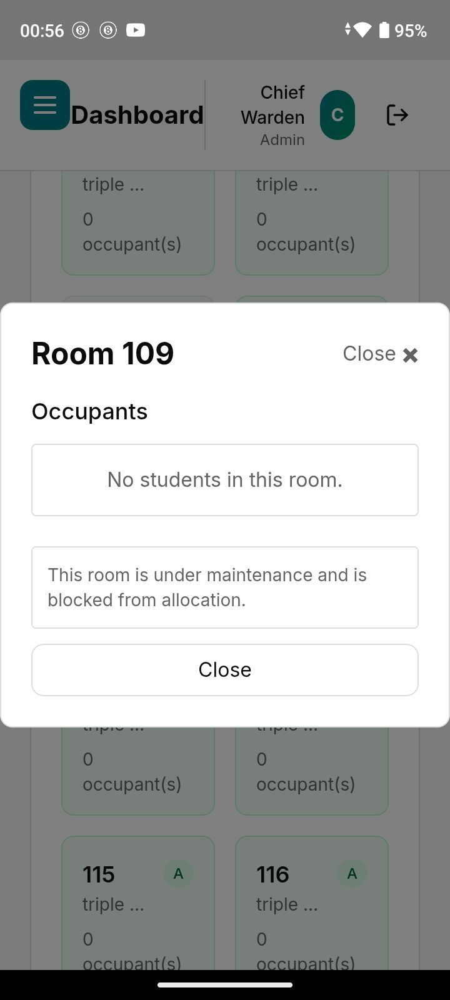 00:56
95%
Dashboard
Chief
Warden
Admin
C
triple ...
triple ...
0
occupant(s)
0
occupant(s)
Room 109
Close ✖
Occupants
No students in this room.
This room is under maintenance and is
blocked from allocation.
Close
triple ...
triple ...
0
occupant(s)
0
occupant(s)
115 A
116 A
triple ...
triple ...
0
occupant(s)
0
occupant(s)